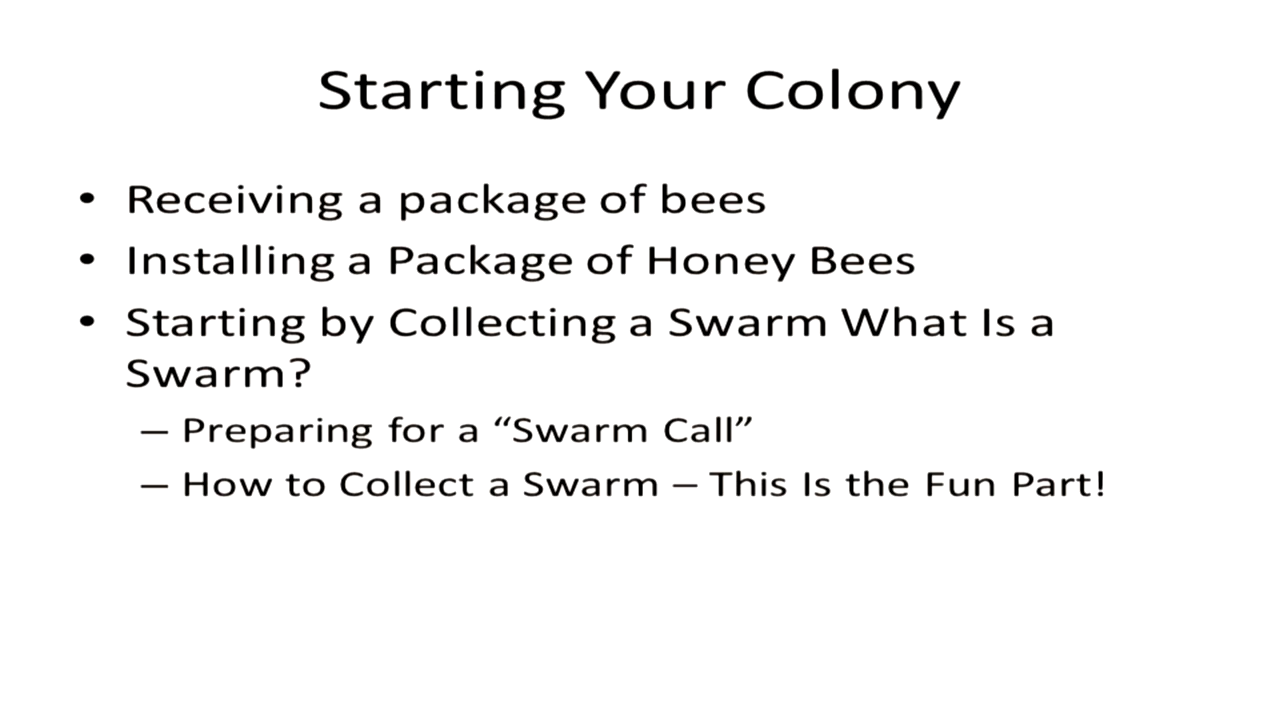 Starting Your Colony
• Receiving a package of bees
• Installing a Package of Honey Bees
• Starting by Collecting a Swarm What Is a
Swarm?
– Preparing for a “Swarm Call”
– How to Collect a Swarm – This Is the Fun Part!